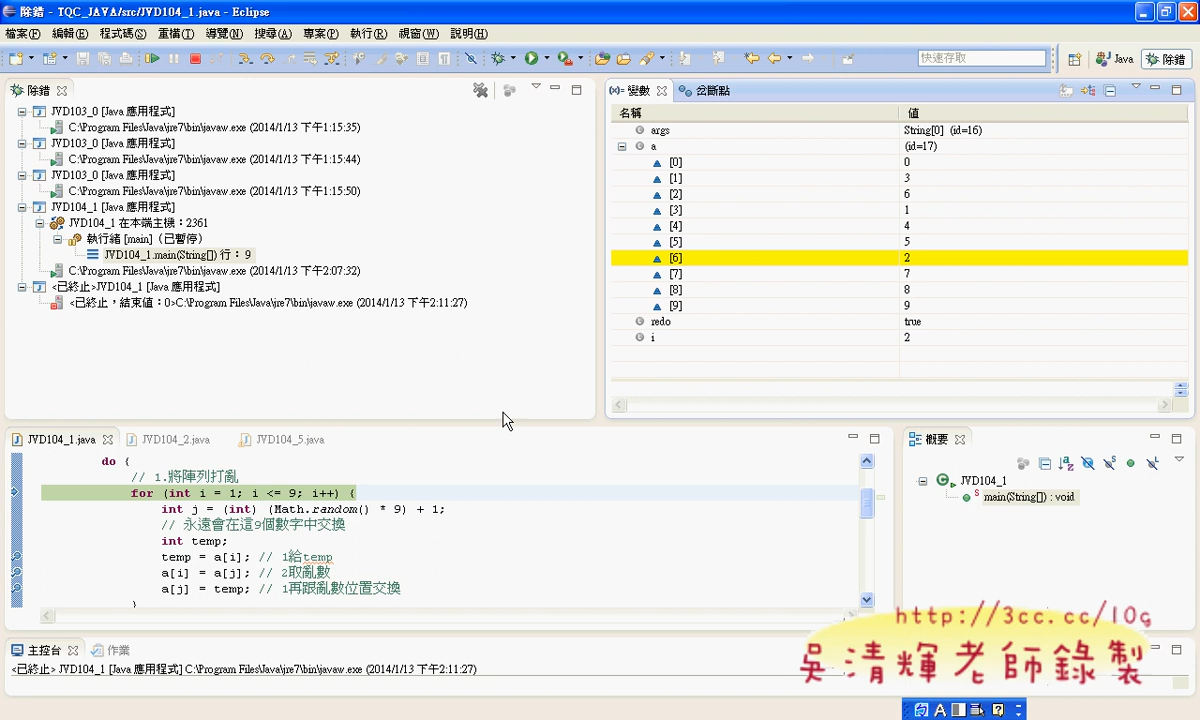 除錯 - TQC_JAVA/src/JVD104_1.java - Eclipse
檔案(F) 編輯(E) 程式碼(S) 重構(T) 導覽(N) 搜尋(A) 專案(P) 執行(R) 視窗(W) 說明(H)
快速存取
Java
除錯
除錯
JVD103_0 [Java 應用程式]
C:\Program Files\Java\jre7\bin\javaw.exe (2014/1/13 下午1:15:35)
JVD103_0 [Java 應用程式]
C:\Program Files\Java\jre7\bin\javaw.exe (2014/1/13 下午1:15:44)
JVD103_0 [Java 應用程式]
C:\Program Files\Java\jre7\bin\javaw.exe (2014/1/13 下午1:15:50)
JVD104_1 [Java 應用程式]
JVD104_1 在本端主機：2361
執行緒 [main]（已暫停）
JVD104_1.main(String[]) 行：9
C:\Program Files\Java\jre7\bin\javaw.exe (2014/1/13 下午2:07:32)
<已終止>JVD104_1 [Java 應用程式]
<已終止，結束值：0>C:\Program Files\Java\jre7\bin\javaw.exe (2014/1/13 下午2:11:27)
(x)= 變數 岔斷點
名稱 值
args String[0] (id=16)
a (id=17)
[0] 0
[1] 3
[2] 6
[3] 1
[4] 4
[5] 5
[6] 2
[7] 7
[8] 8
[9] 9
redo true
i 2
JVD104_1.java JVD104_2.java JVD104_5.java
do {
// 1.將陣列打亂
for (int i = 1; i <= 9; i++) {
int j = (int) (Math.random() * 9) + 1;
// 永遠會在這9個數字中交換
int temp;
temp = a[i]; // 1給temp
a[i] = a[j]; // 2取亂數
a[j] = temp; // 1再跟亂數位置交換
}
概要
JVD104_1
main(String[]) : void
主控台 作業
<已終止> JVD104_1 [Java 應用程式] C:\Program Files\Java\jre7\bin\javaw.exe (2014/1/13 下午2:11:27)
http://3cc.cc/10g
吳清輝老師錄製